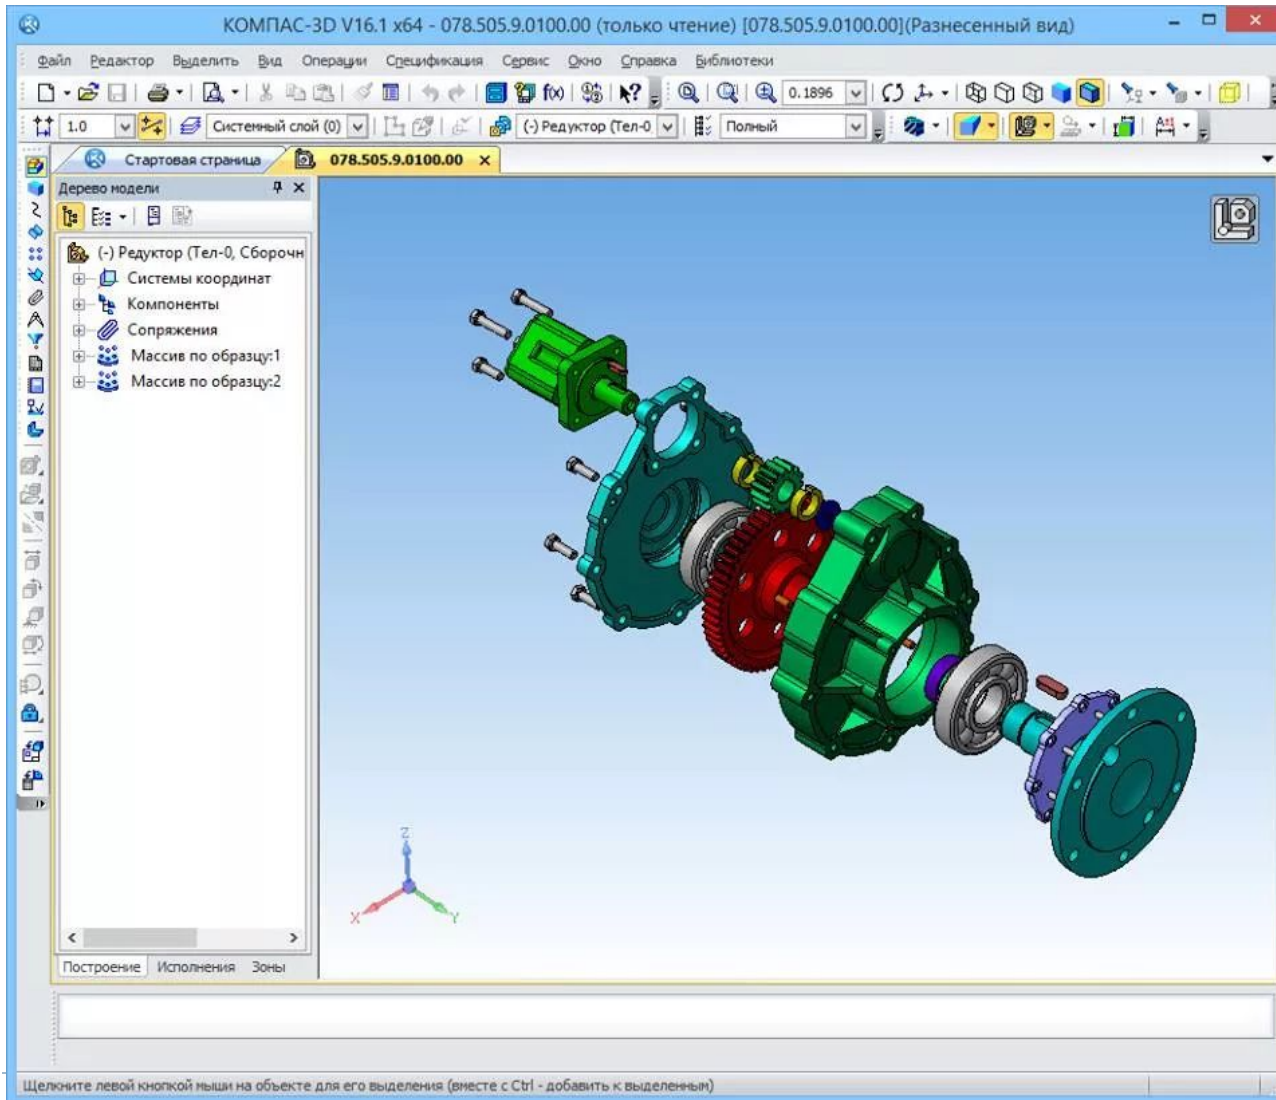 КОМПАС-3D V16.1 x64 - 078.505.9.0100.00 (только чтение) [078.505.9.0100.00](Разнесенный вид)
Файл Редактор Выделить Вид Операции Спецификация Сервис Окно Справка Библиотеки
f(x) 0.1896
1.0 Системный слой (0) (-) Редуктор (Тел-0 Полный
Стартовая страница 078.505.9.0100.00
Дерево модели
(-) Редуктор (Тел-0, Сборочн
Системы координат
Компоненты
Сопряжения
Массив по образцу:1
Массив по образцу:2
Z
X Y
Построение Исполнения Зоны
Щелкните левой кнопкой мыши на объекте для его выделения (вместе с Ctrl - добавить к выделенным)